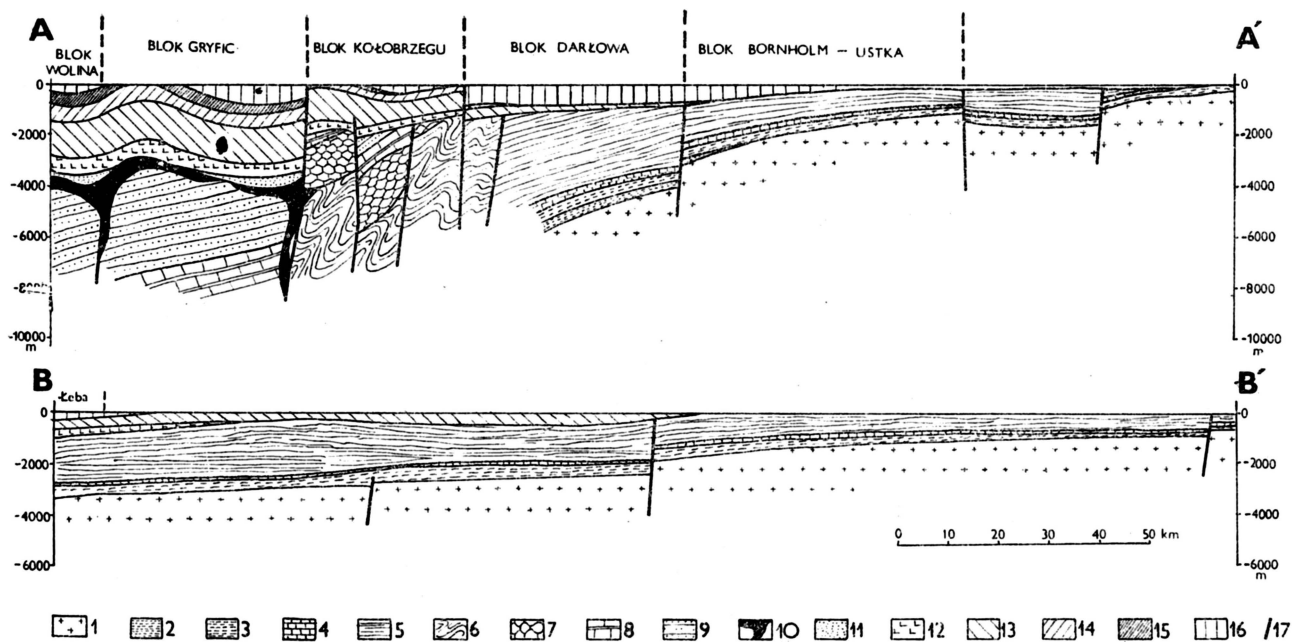 A A´
BLOK WOLINA
BLOK GRYFIC
BLOK KOŁOBRZEGU
BLOK DARŁOWA
BLOK BORNHOLM – USTKA
0 0
-2000 -2000
-4000 -4000
-6000 -6000
-8000 -8000
-10000 -10000
m m
B B´
Łeba
0 0
-2000 -2000
-4000 -4000
-6000 -6000
m m
0 10 20 30 40 50 km
1 2 3 4 5 6 7 8 9 10 11 12 13 14 15 16 17